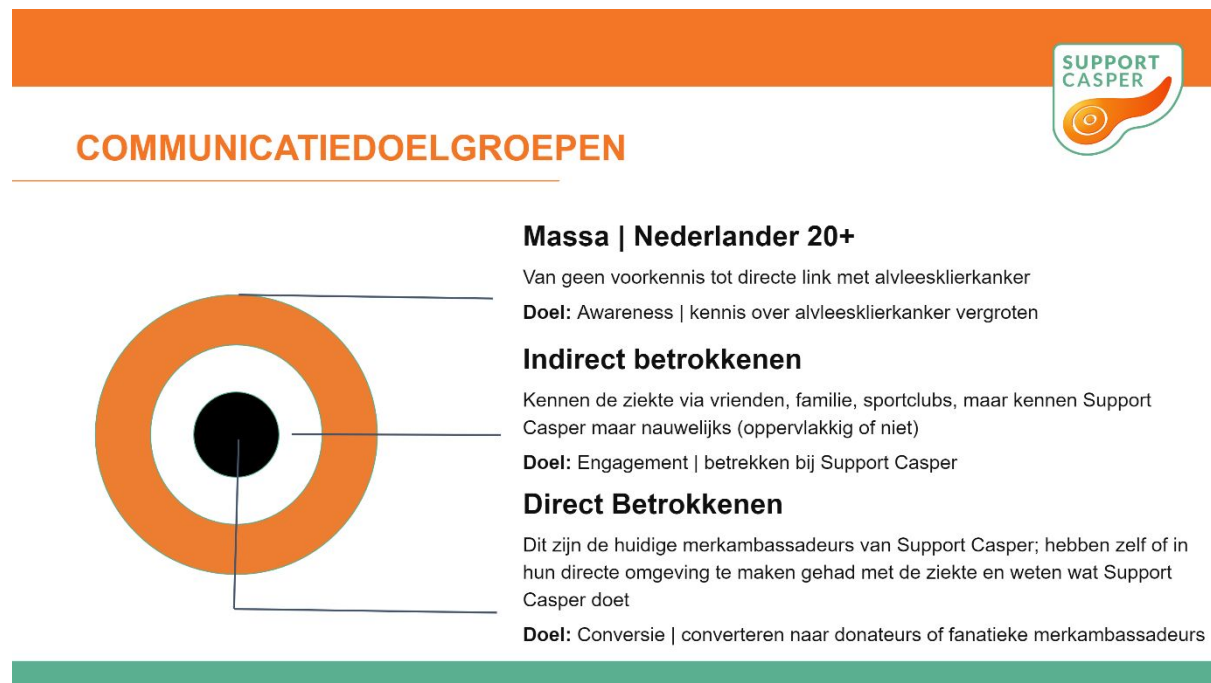 SUPPORT
CASPER
COMMUNICATIEDOELGROEPEN
Massa | Nederlander 20+
Van geen voorkennis tot directe link met alvleesklierkanker
Doel: Awareness | kennis over alvleesklierkanker vergroten
Indirect betrokkenen
Kennen de ziekte via vrienden, familie, sportclubs, maar kennen Support
Casper maar nauwelijks (oppervlakkig of niet)
Doel: Engagement | betrekken bij Support Casper
Direct Betrokkenen
Dit zijn de huidige merkambassadeurs van Support Casper; hebben zelf of in
hun directe omgeving te maken gehad met de ziekte en weten wat Support
Casper doet
Doel: Conversie | converteren naar donateurs of fanatieke merkambassadeurs